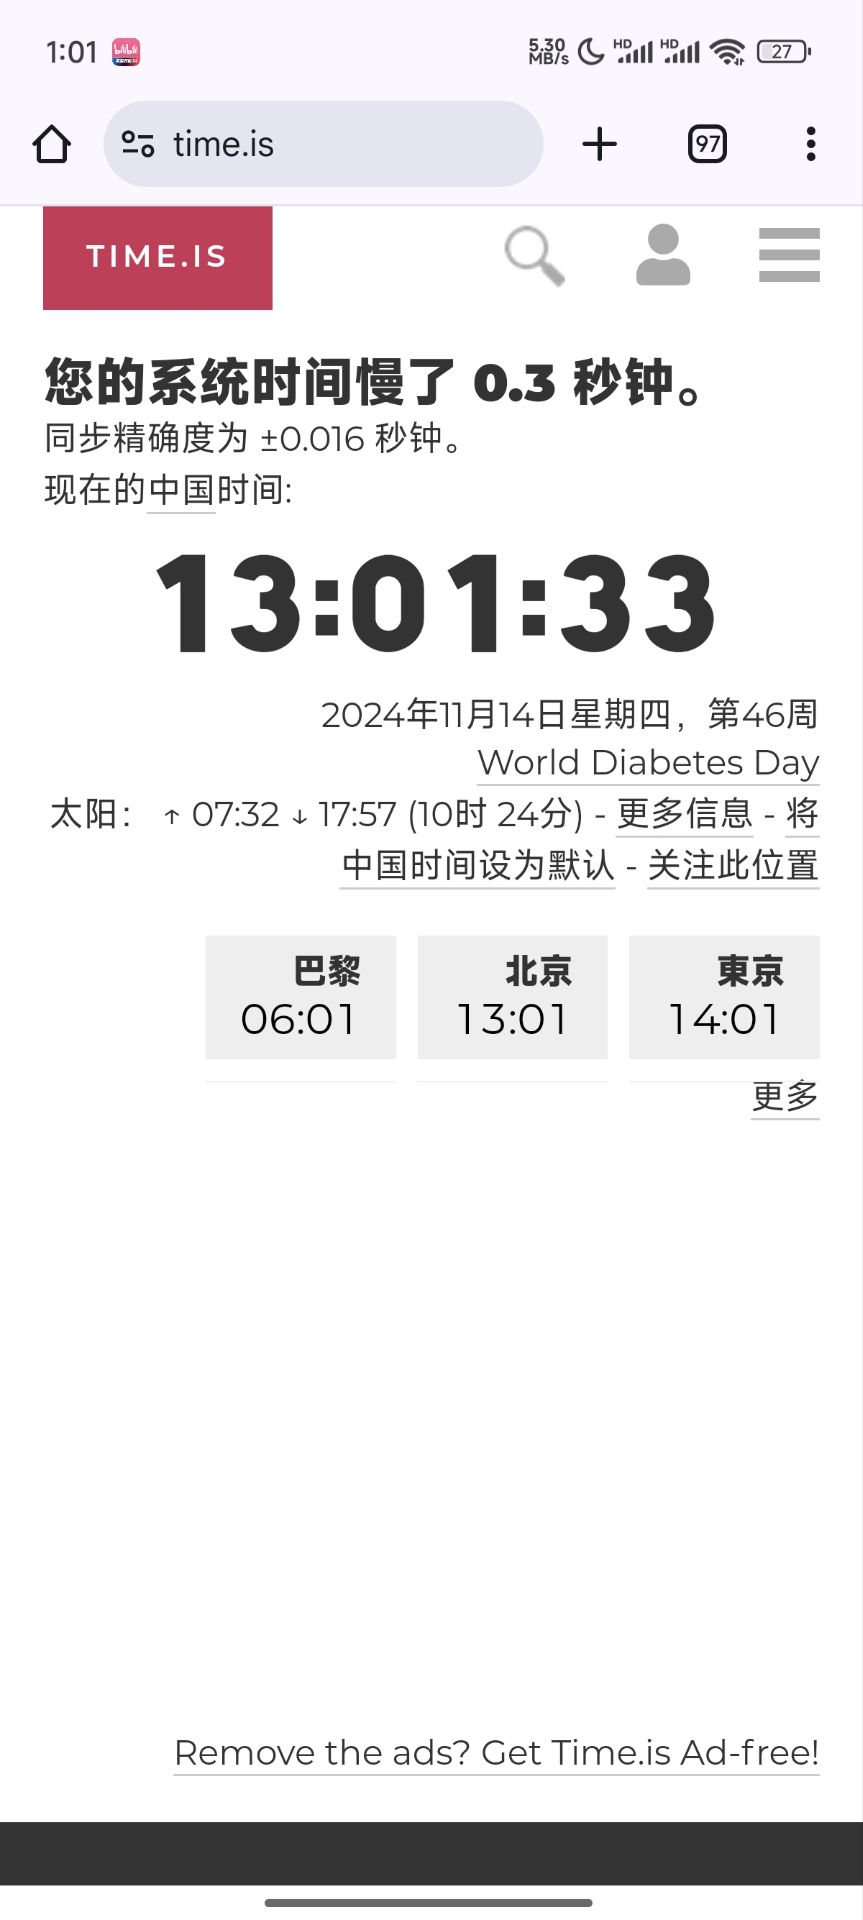 1:01
5.30 MB/s HD HD 27
time.is
97
TIME.IS
您的系统时间慢了 0.3 秒钟。
同步精确度为 ±0.016 秒钟。
现在的中国时间:
13:01:33
2024年11月14日星期四，第46周
World Diabetes Day
太阳： ↑ 07:32 ↓ 17:57 (10时 24分) - 更多信息 - 将
中国时间设为默认 - 关注此位置
巴黎 北京 東京
06:01 13:01 14:01
更多
Remove the ads? Get Time.is Ad-free!